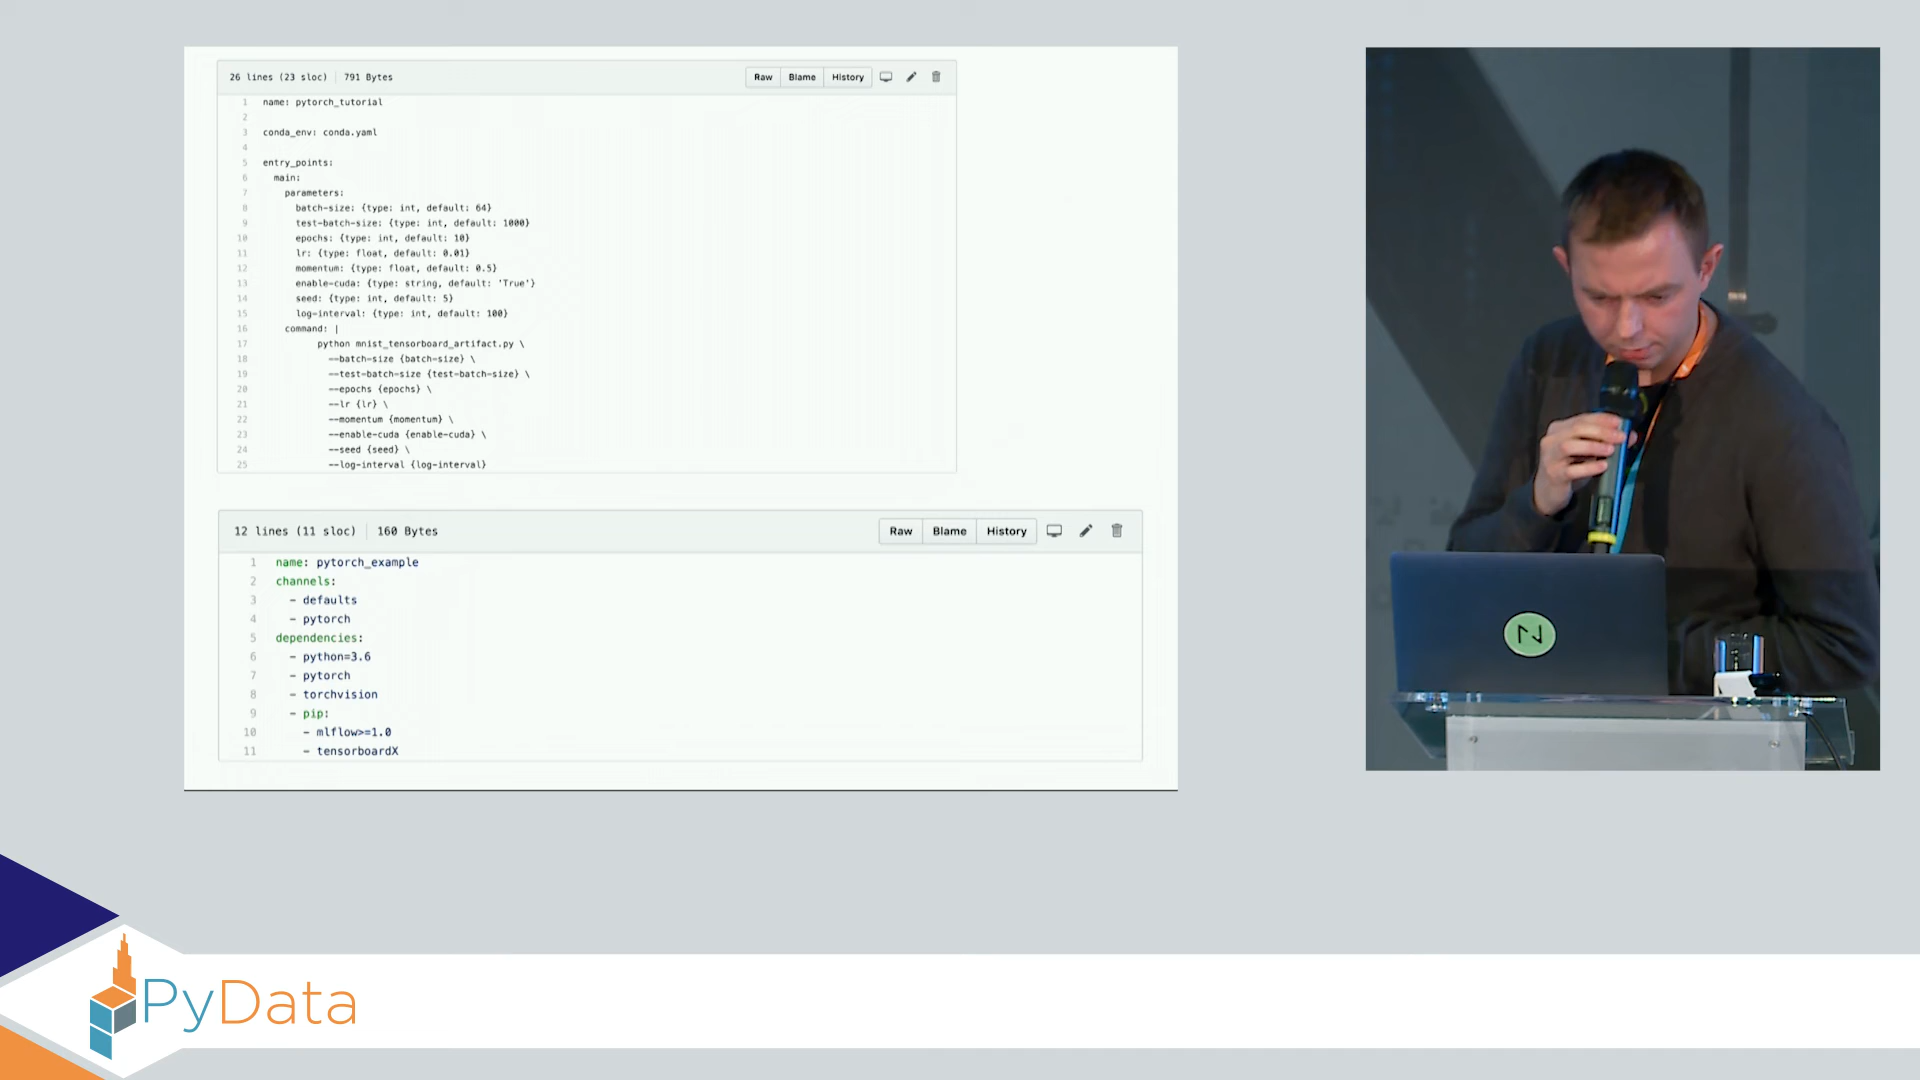 26 lines (23 sloc) 791 Bytes
Raw Blame History
1 name: pytorch_tutorial
2
3 conda_env: conda.yaml
4
5 entry_points:
6 main:
7 parameters:
8 batch-size: {type: int, default: 64}
9 test-batch-size: {type: int, default: 1000}
10 epochs: {type: int, default: 10}
11 lr: {type: float, default: 0.01}
12 momentum: {type: float, default: 0.5}
13 enable-cuda: {type: string, default: 'True'}
14 seed: {type: int, default: 5}
15 log-interval: {type: int, default: 100}
16 command: |
17 python mnist_tensorboard_artifact.py \
18 --batch-size {batch-size} \
19 --test-batch-size {test-batch-size} \
20 --epochs {epochs} \
21 --lr {lr} \
22 --momentum {momentum} \
23 --enable-cuda {enable-cuda} \
24 --seed {seed} \
25 --log-interval {log-interval}
12 lines (11 sloc) 160 Bytes
Raw Blame History
1 name: pytorch_example
2 channels:
3 - defaults
4 - pytorch
5 dependencies:
6 - python=3.6
7 - pytorch
8 - torchvision
9 - pip:
10 - mlflow>=1.0
11 - tensorboardX
N
PyData